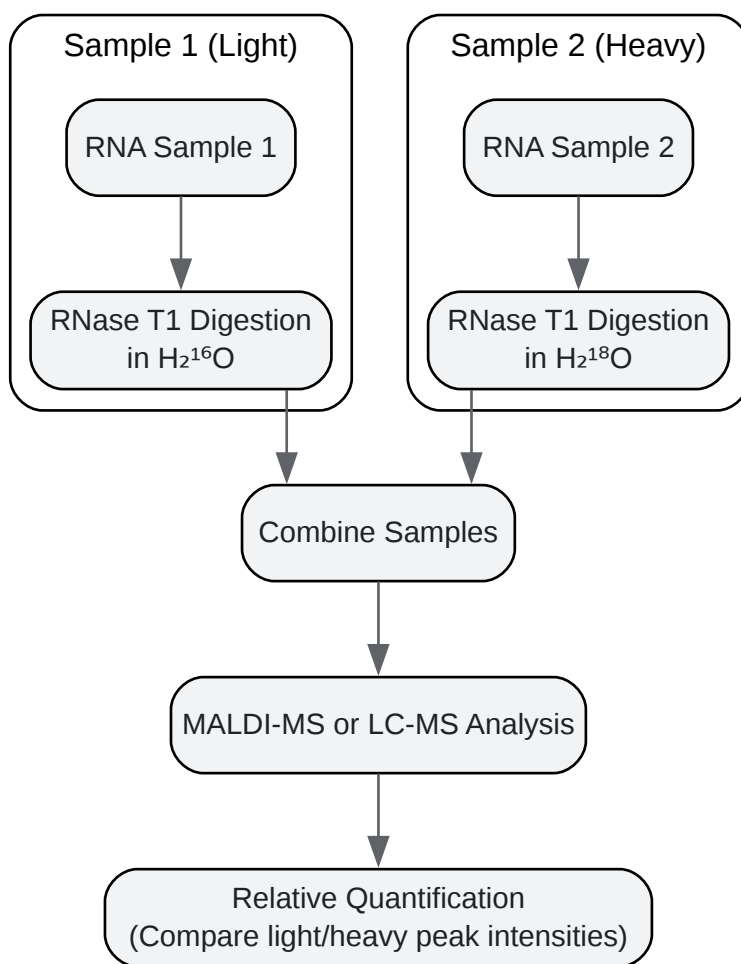 Sample 1 (Light)
Sample 2 (Heavy)
RNA Sample 1
RNA Sample 2
RNase T1 Digestion
in H₂¹⁶O
RNase T1 Digestion
in H₂¹⁸O
Combine Samples
MALDI-MS or LC-MS Analysis
Relative Quantification
(Compare light/heavy peak intensities)